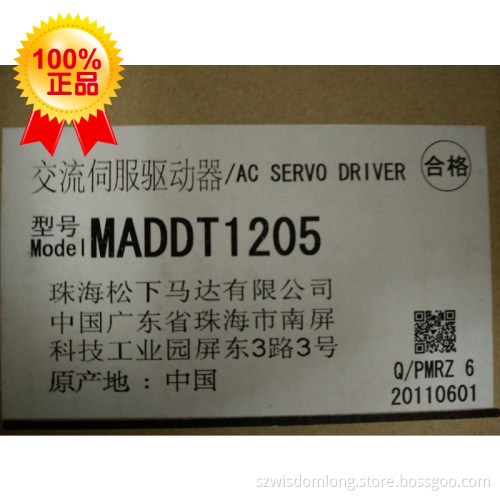 100%
正品
交流伺服驱动器/AC SERVO DRIVER
合格
型号
Model MADDT1205
珠海松下马达有限公司
中国广东省珠海市南屏
科技工业园屏东3路3号
原产地：中国
Q/PMRZ 6
20110601
szwisdomlong.store.bossgoo.com